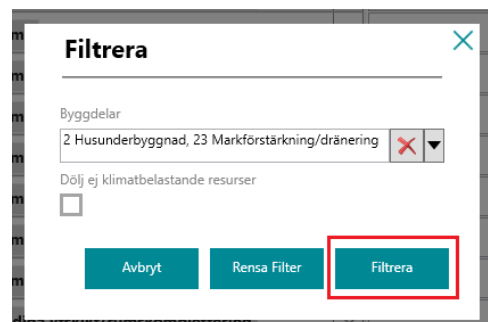 Filtrera
Byggdelar
2 Husunderbyggnad, 23 Markförstärkning/dränering
Dölj ej klimatbelastande resurser
Avbryt
Rensa Filter
Filtrera